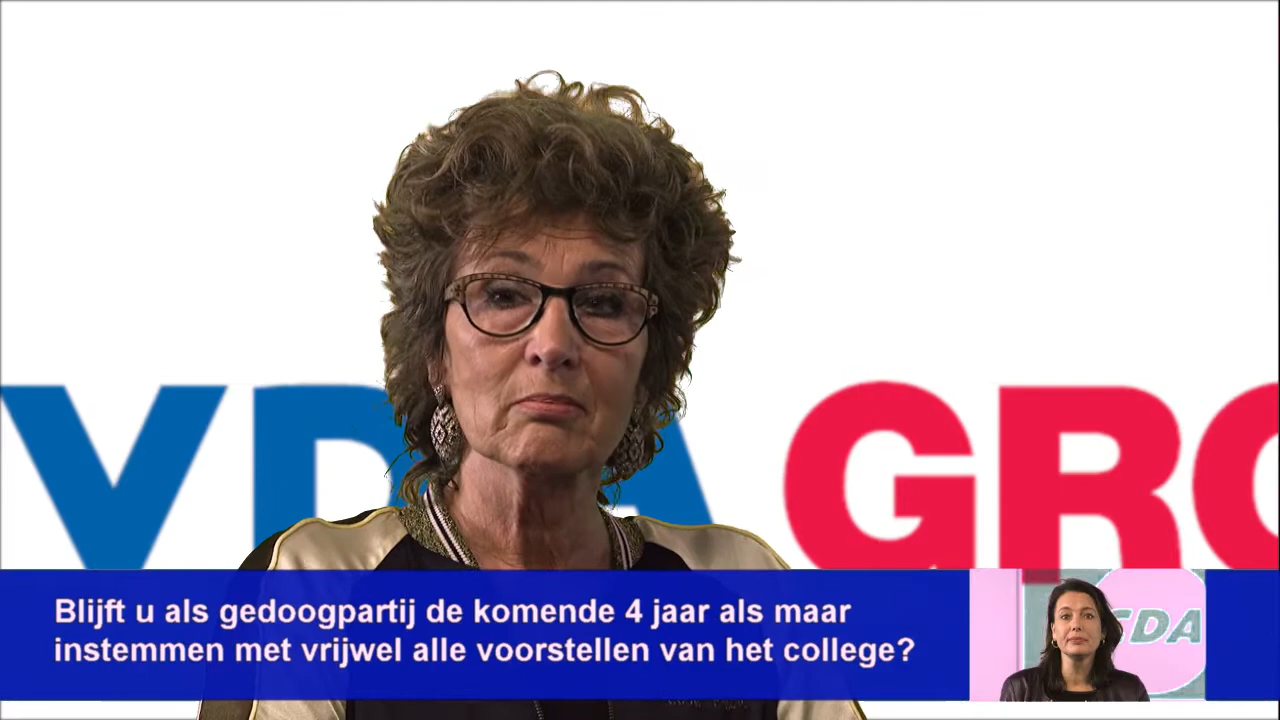 VDA GRO
CDA
Blijft u als gedoogpartij de komende 4 jaar als maar
instemmen met vrijwel alle voorstellen van het college?